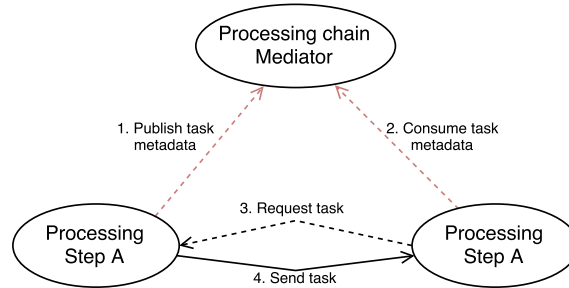 Processing chain
Mediator
1. Publish task
metadata
2. Consume task
metadata
3. Request task
Processing
Step A
Processing
Step A
4. Send task